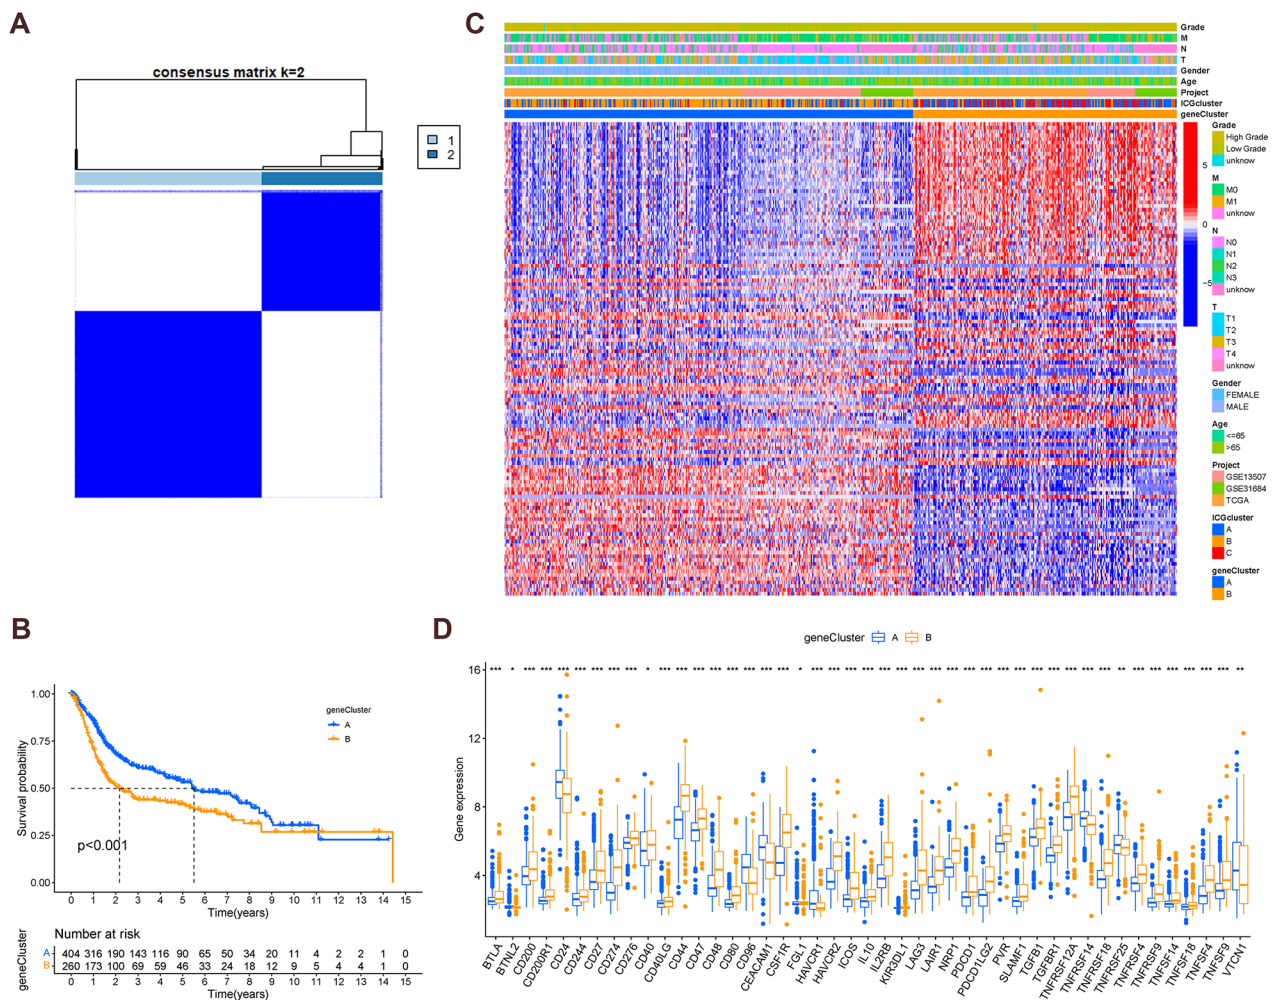 A
consensus matrix k=2
1
2
C
Grade
M
N
T
Gender
Age
Project
ICGcluster
geneCluster
5
0
−5
Grade
High Grade
Low Grade
unknow
M
M0
M1
unknow
N
N0
N1
N2
N3
unknow
T
T1
T2
T3
T4
unknow
Gender
FEMALE
MALE
Age
<=65
>65
Project
GSE13507
GSE31684
TCGA
ICGcluster
A
B
C
geneCluster
A
B
B
Survival probability
1.00
0.75
0.50
0.25
0.00
geneCluster
A
B
p<0.001
0 1 2 3 4 5 6 7 8 9 10 11 12 13 14 15
Time(years)
Number at risk
geneCluster
A 404 316 190 143 116 90 65 50 34 20 11 4 2 2 1 0
B 260 173 100 69 59 46 33 24 18 12 9 5 4 4 1 0
0 1 2 3 4 5 6 7 8 9 10 11 12 13 14 15
Time(years)
D
geneCluster A B
Gene expression
16
12
8
4
*** * *** *** *** *** *** *** *** * *** *** *** *** *** *** *** *** * *** *** *** *** *** *** *** *** *** *** *** *** *** *** *** *** *** *** ** *** *** *** *** *** *** **
BTLA
BTNL2
CD200
CD200R1
CD24
CD244
CD27
CD274
CD276
CD40
CD40LG
CD44
CD47
CD48
CD80
CD96
CEACAM1
CSF1R
FGL1
HAVCR1
HAVCR2
ICOS
IL10
IL2RB
KIR3DL1
LAG3
LAIR1
NRP1
PDCD1
PDCD1LG2
PVR
SLAMF1
TGFB1
TGFBR1
TNFRSF12A
TNFRSF14
TNFRSF18
TNFRSF25
TNFRSF4
TNFRSF9
TNFSF14
TNFSF18
TNFSF4
TNFSF9
VTCN1